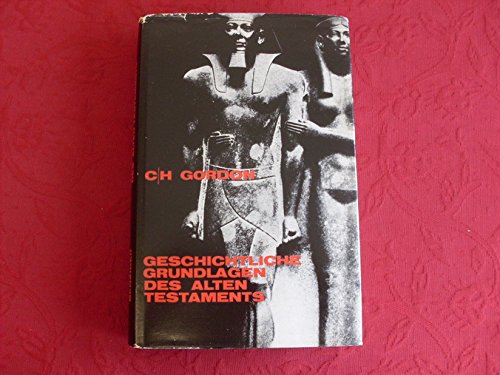 C|H GORDON
GESCHICHTLICHE
GRUNDLAGEN
DES ALTEN
TESTAMENTS